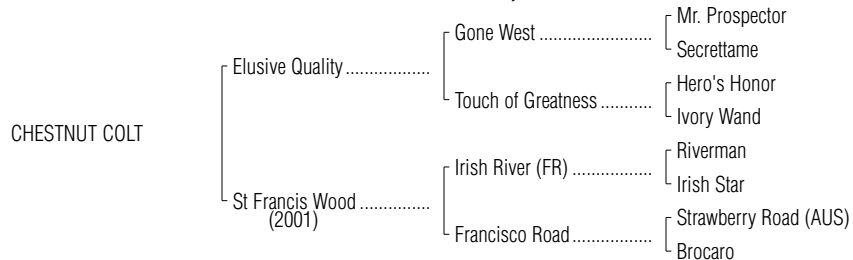 Mr. Prospector
Gone West ........................
Secrettame
Elusive Quality ..................
Hero's Honor
Touch of Greatness ...........
Ivory Wand
CHESTNUT COLT
Riverman
Irish River (FR) .................
Irish Star
St Francis Wood ...............
(2001)
Strawberry Road (AUS)
Francisco Road.................
Brocaro